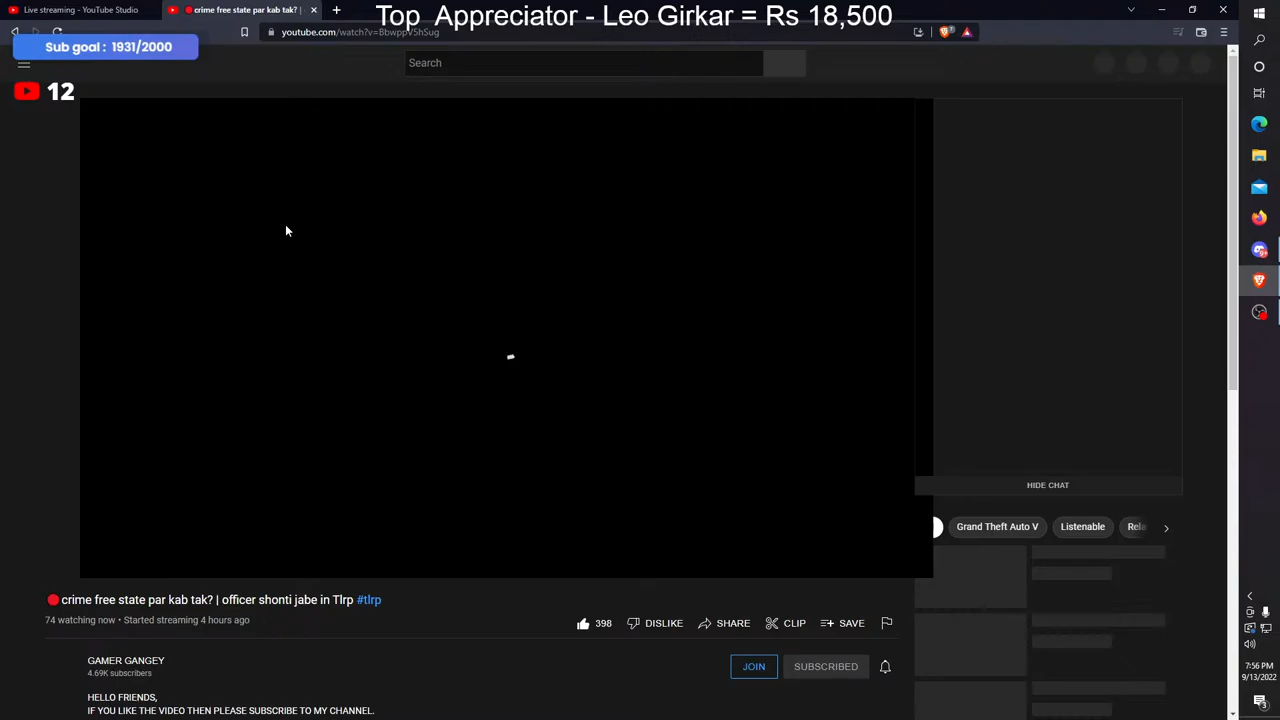 Live streaming - YouTube Studio
crime free state par kab tak? |
Top Appreciator - Leo Girkar = Rs 18,500
youtube.com/watch?v=BbwppV5hSug
Sub goal : 1931/2000
Search
12
HIDE CHAT
Grand Theft Auto V
Listenable
Rela
crime free state par kab tak? | officer shonti jabe in Tlrp #tlrp
74 watching now • Started streaming 4 hours ago
398
DISLIKE
SHARE
CLIP
SAVE
GAMER GANGEY
4.69K subscribers
JOIN
SUBSCRIBED
HELLO FRIENDS,
IF YOU LIKE THE VIDEO THEN PLEASE SUBSCRIBE TO MY CHANNEL.
7:56 PM
9/13/2022
3